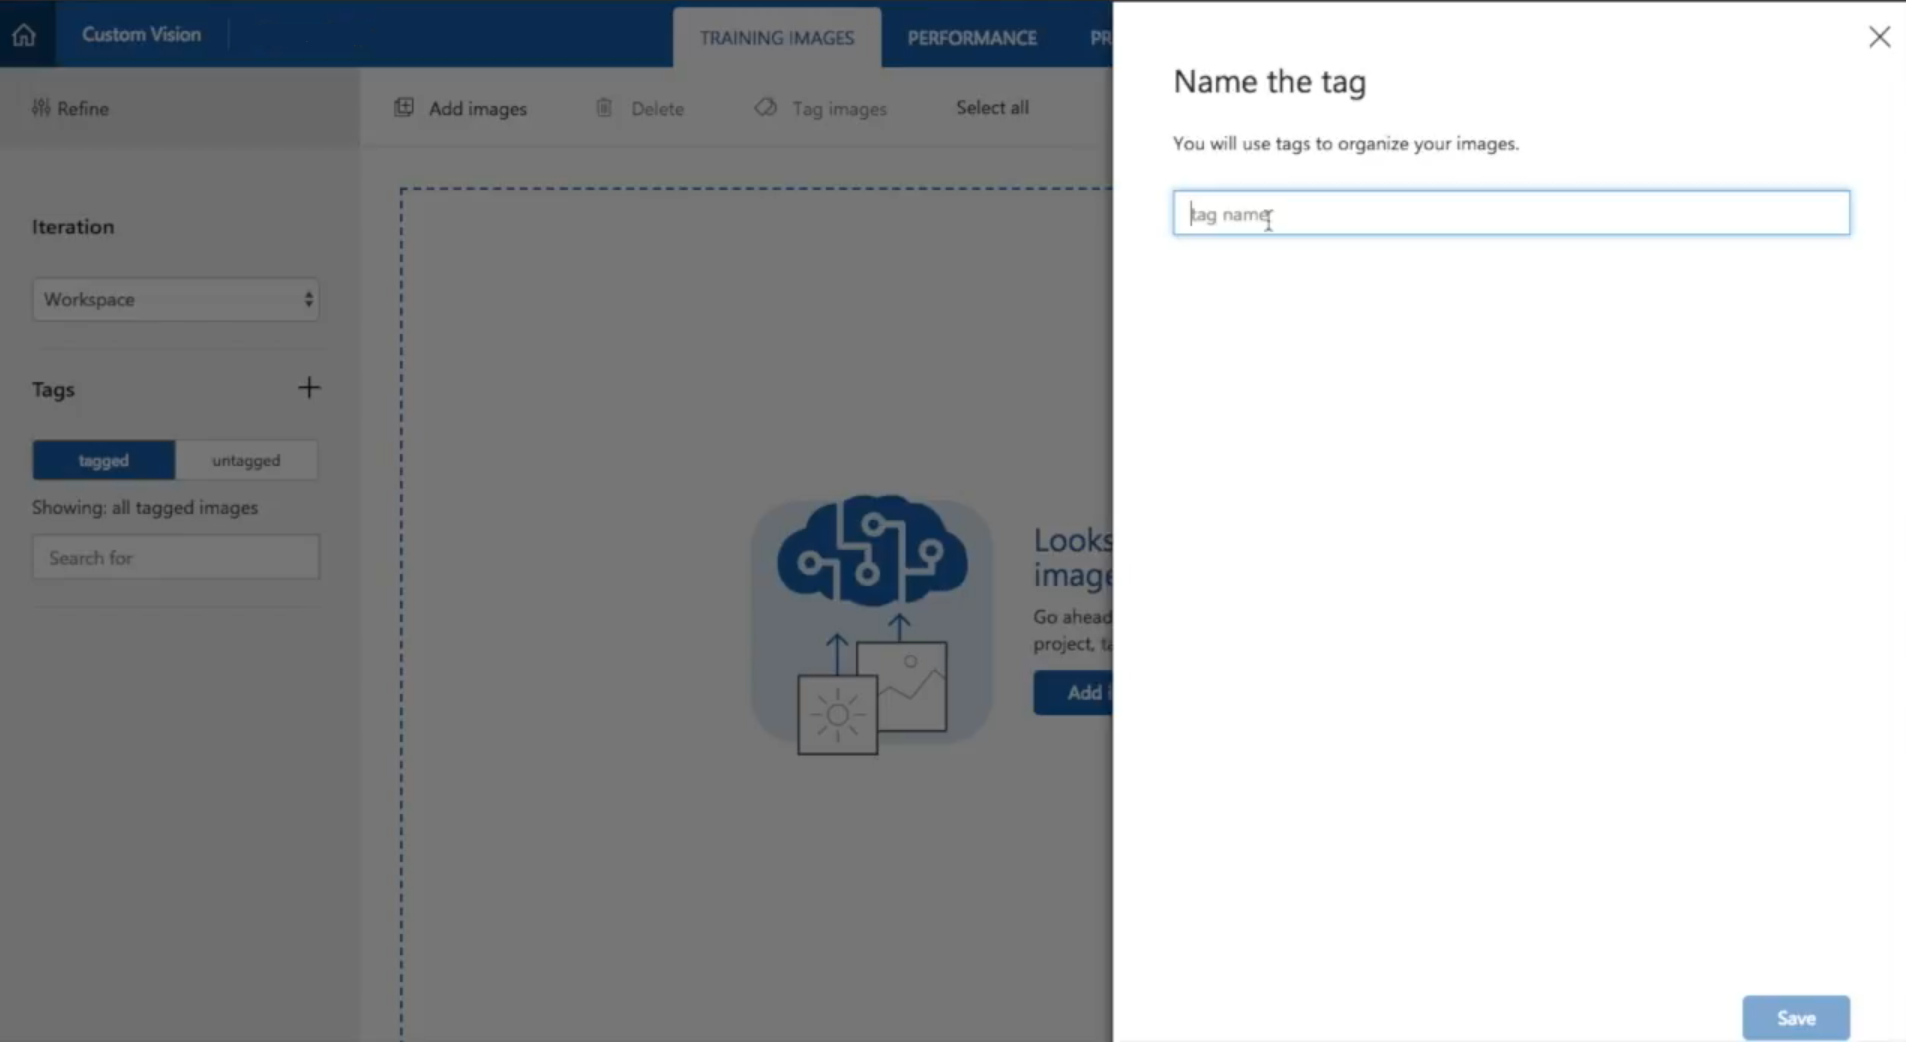 Custom Vision
TRAINING IMAGES
PERFORMANCE
Refine
Add images
Delete
Tag images
Select all
Iteration
Workspace
Tags
tagged
untagged
Showing: all tagged images
Search for
Looks
Go ahead
project,
Add
Name the tag
You will use tags to organize your images.
tag name
Save